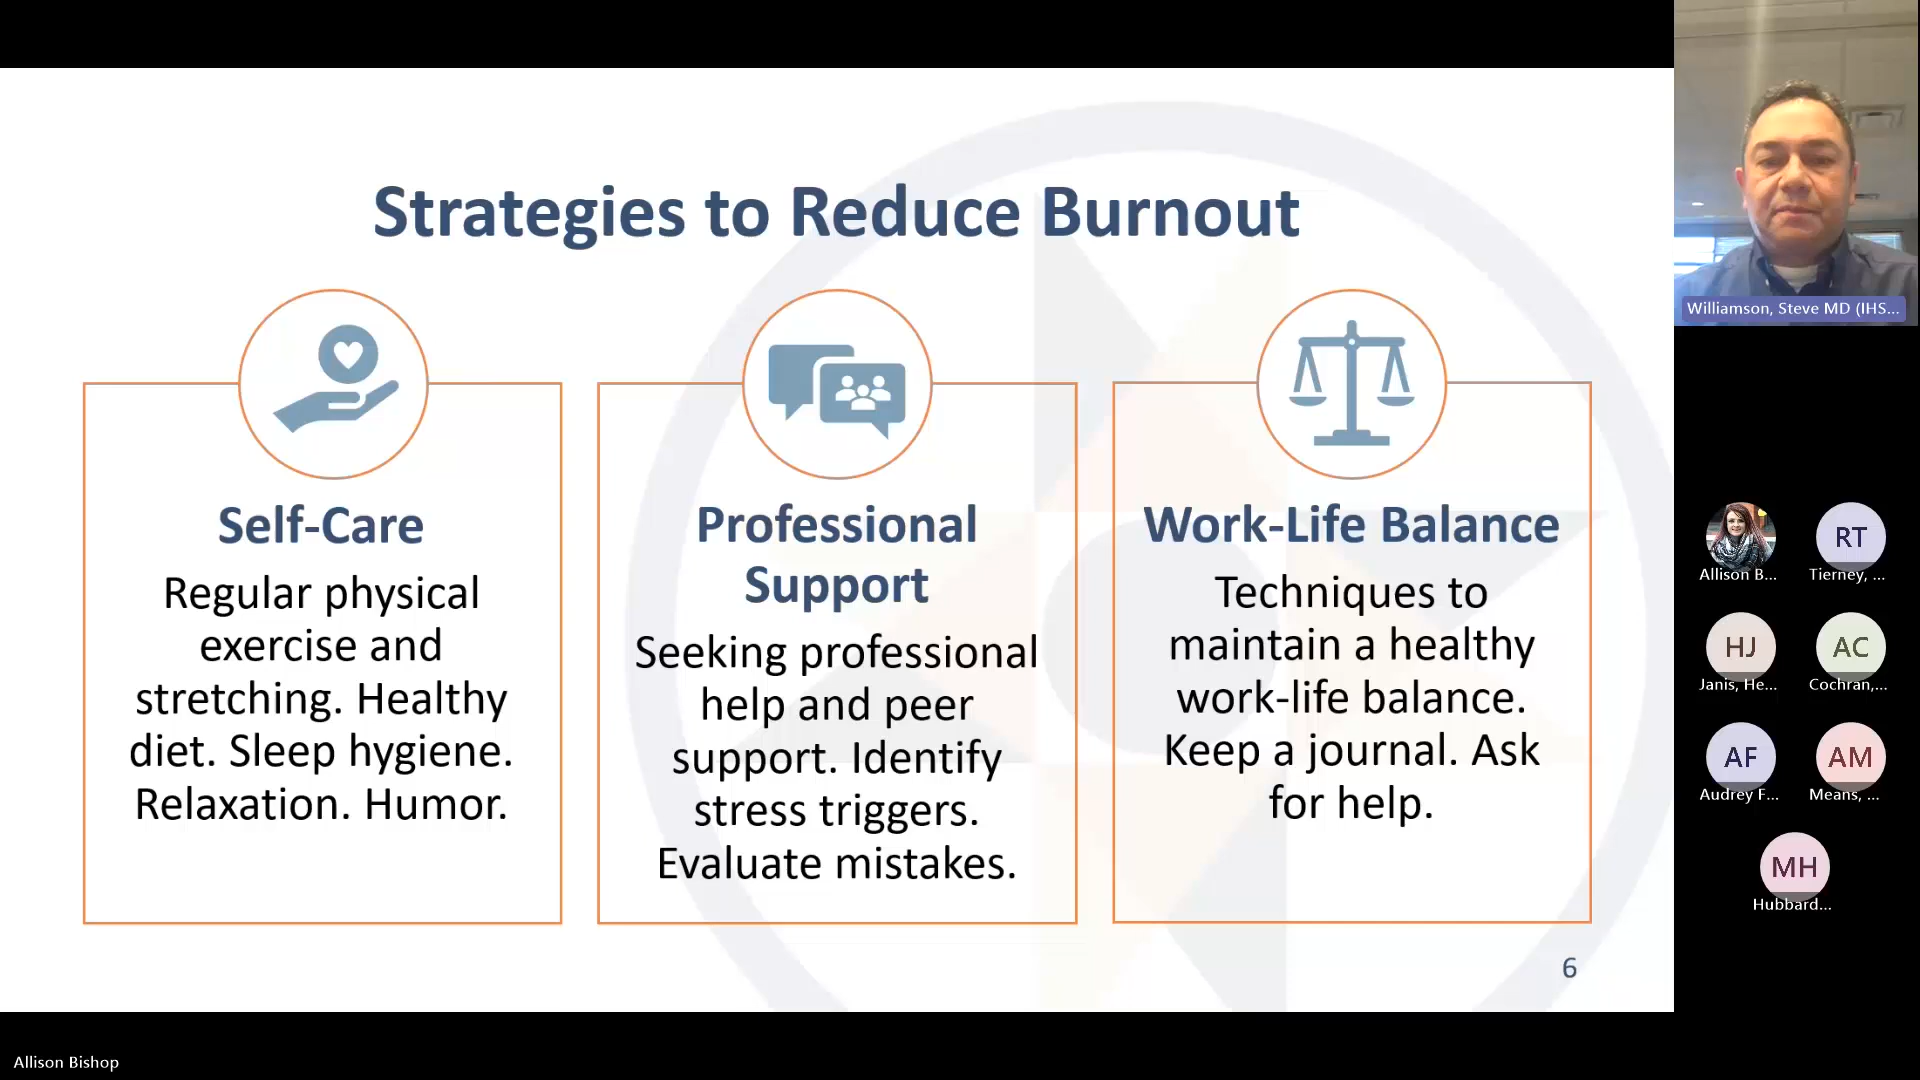 Strategies to Reduce Burnout
Self-Care
Regular physical
exercise and
stretching. Healthy
diet. Sleep hygiene.
Relaxation. Humor.
Professional
Support
Seeking professional
help and peer
support. Identify
stress triggers.
Evaluate mistakes.
Work-Life Balance
Techniques to
maintain a healthy
work-life balance.
Keep a journal. Ask
for help.
6
Williamson, Steve MD (IHS...
Allison B...
RT
Tierney, ...
HJ
Janis, He...
AC
Cochran,...
AF
Audrey F...
AM
Means, ...
MH
Hubbard...
Allison Bishop